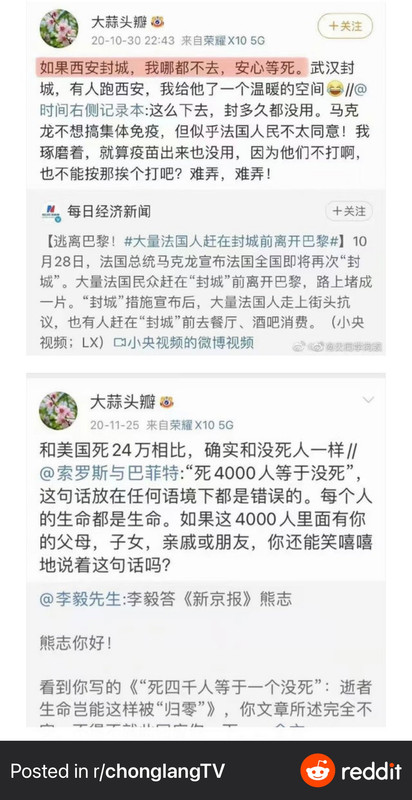 大蒜头瓣
20-10-30 22:43 来自荣耀X10 5G
+关注
如果西安封城，我哪都不去，安心等死。武汉封
城，有人跑西安，我给他了一个温暖的空间😂//@
时间右侧记录本:这么下去，封多久都没用。马克
龙不想搞集体免疫，但似乎法国人民不太同意！我
琢磨着，就算疫苗出来也没用，因为他们不打啊，
也不能按那挨个打吧？难弄，难弄！
每日经济新闻
+关注
【逃离巴黎！#大量法国人赶在封城前离开巴黎#】10
月28日，法国总统马克龙宣布法国全国即将再次“封
城”。大量法国民众赶在“封城”前离开巴黎，路上堵成
一片。“封城”措施宣布后，大量法国人走上街头抗
议，也有人赶在“封城”前去餐厅、酒吧消费。（小央
视频；LX）小央视频的微博视频
大蒜头瓣
20-11-25 来自荣耀X10 5G
和美国死24万相比，确实和没死人一样//
@索罗斯与巴菲特:“死4000人等于没死”，
这句话放在任何语境下都是错误的。每个人
的生命都是生命。如果这4000人里面有你
的父母，子女，亲戚或朋友，你还能笑嘻嘻
地说着这句话吗？
@李毅先生:李毅答《新京报》熊志
熊志你好！
看到你写的《“死四千人等于一个没死”：逝者
生命岂能这样被“归零”》，你文章所述完全不
Posted in r/chonglangTV
reddit